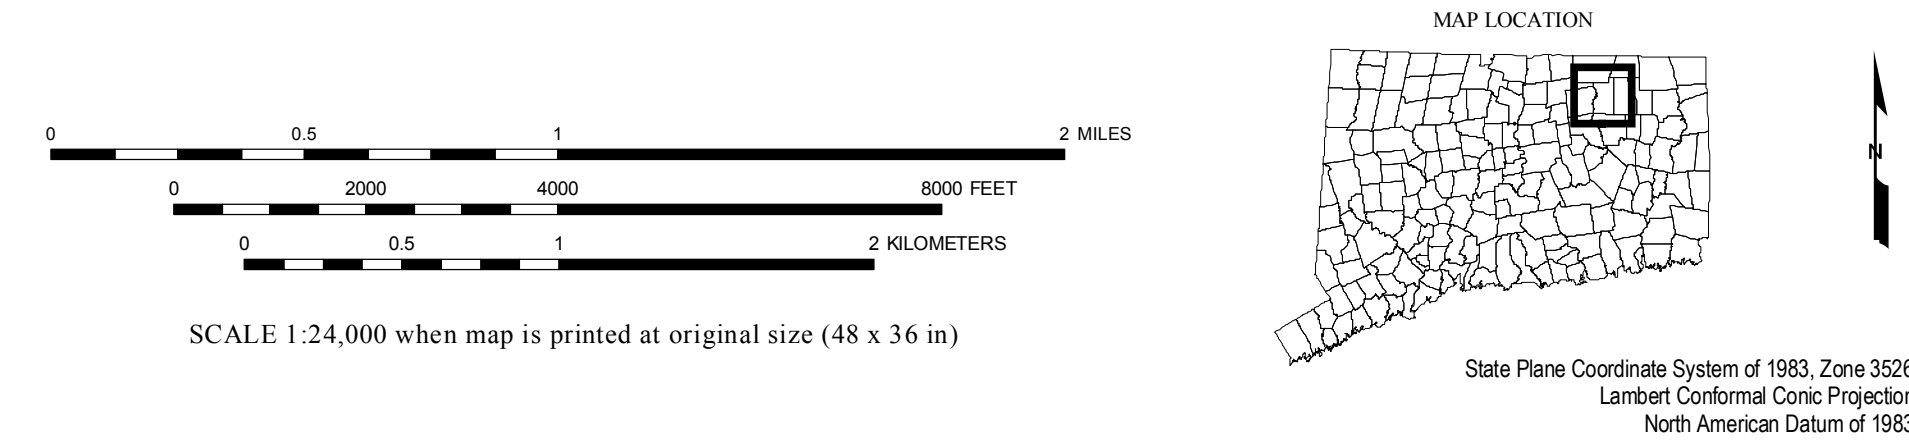 MAP LOCATION
0 0.5 1 2 MILES
0 2000 4000 8000 FEET
0 0.5 1 2 KILOMETERS
SCALE 1:24,000 when map is printed at original size (48 x 36 in)
N
State Plane Coordinate System of 1983, Zone 3526
Lambert Conformal Conic Projection
North American Datum of 1983